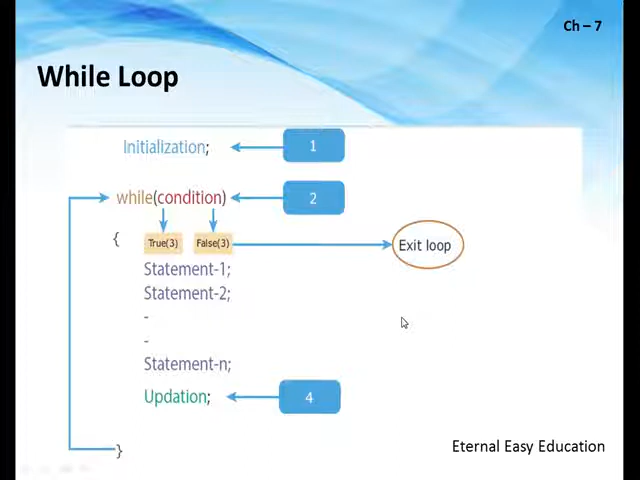 Ch – 7
While Loop
Initialization;
1
while(condition)
2
{
True(3)
False(3)
Exit loop
Statement-1;
Statement-2;
-
-
Statement-n;
Updation;
4
}
Eternal Easy Education